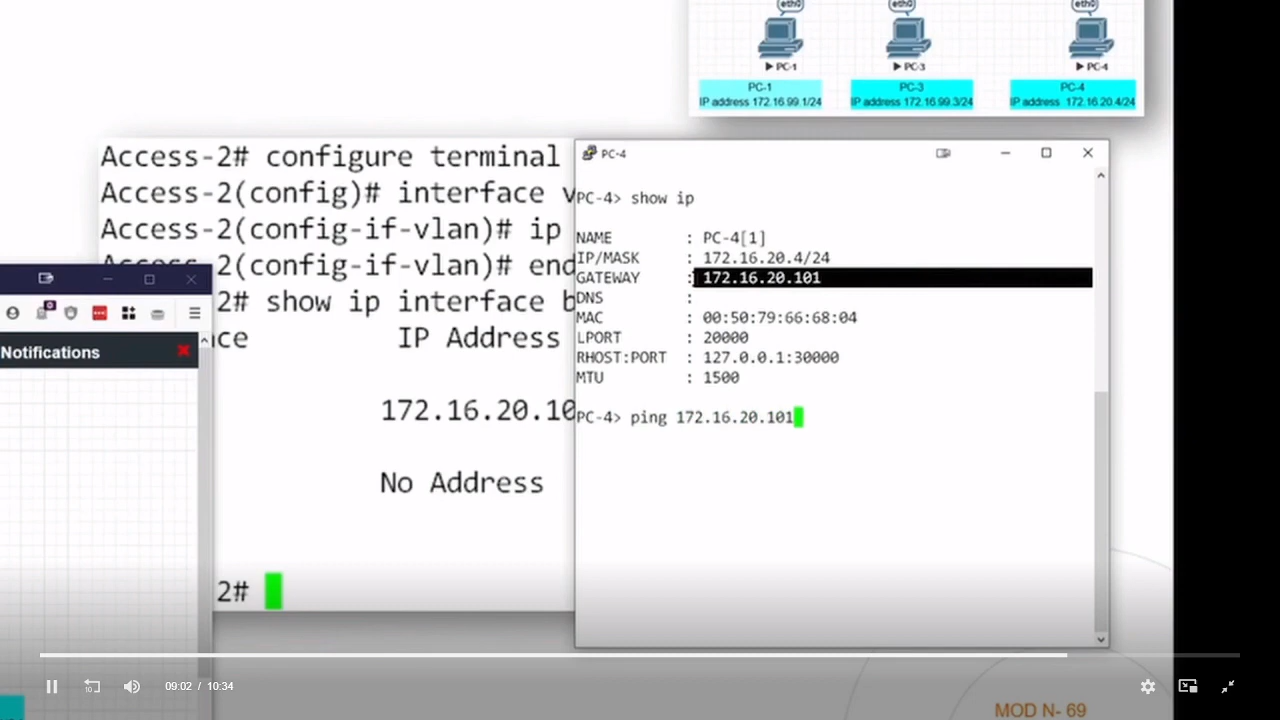 eth0 eth0 eth0
PC-1 PC-3 PC-4
PC-1 PC-3 PC-4
IP address 172.16.99.1/24 IP address 172.16.99.3/24 IP address 172.16.20.4/24
Access-2# configure terminal
Access-2(config)# interface v
Access-2(config-if-vlan)# ip
Access-2(config-if-vlan)# end
2# show ip interface b
ce IP Address
172.16.20.10
No Address
2#
Notifications
PC-4
PC-4> show ip
NAME : PC-4[1]
IP/MASK : 172.16.20.4/24
GATEWAY : 172.16.20.101
DNS :
MAC : 00:50:79:66:68:04
LPORT : 20000
RHOST:PORT : 127.0.0.1:30000
MTU : 1500
PC-4> ping 172.16.20.101
10 09:02 / 10:34
MOD N- 69